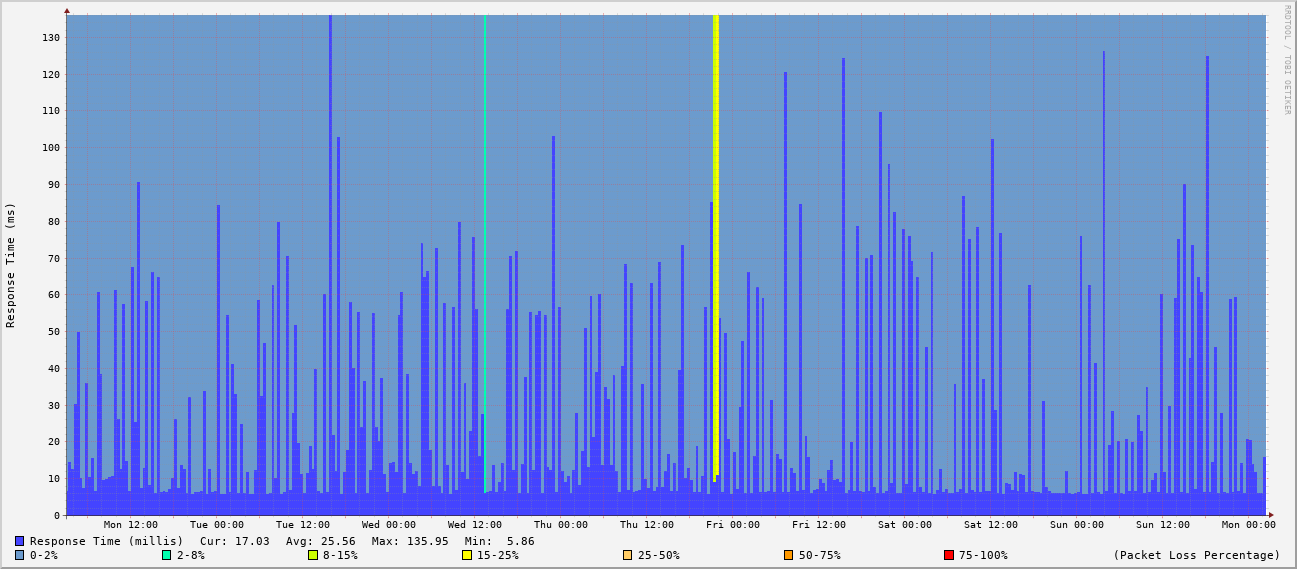 RRDTOOL / TOBI OETIKER
Response Time (ms)
130
120
110
100
90
80
70
60
50
40
30
20
10
0
Mon 12:00 Tue 00:00 Tue 12:00 Wed 00:00 Wed 12:00 Thu 00:00 Thu 12:00 Fri 00:00 Fri 12:00 Sat 00:00 Sat 12:00 Sun 00:00 Sun 12:00 Mon 00:00
Response Time (millis) Cur: 17.03 Avg: 25.56 Max: 135.95 Min: 5.86
0-2% 2-8% 8-15% 15-25% 25-50% 50-75% 75-100% (Packet Loss Percentage)